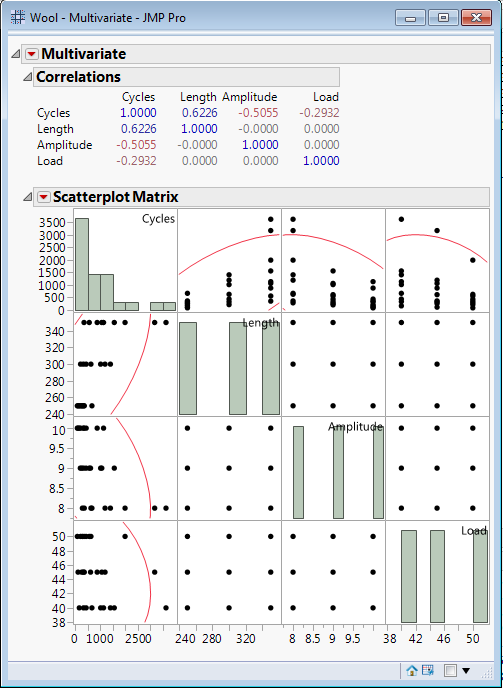 Wool - Multivariate - JMP Pro
Multivariate
Correlations
Cycles Length Amplitude Load
Cycles 1.0000 0.6226 -0.5055 -0.2932
Length 0.6226 1.0000 -0.0000 0.0000
Amplitude -0.5055 -0.0000 1.0000 0.0000
Load -0.2932 0.0000 0.0000 1.0000
Scatterplot Matrix
Cycles
3500
3000
2500
2000
1500
1000
500
0
Length
340
320
300
280
260
240
Amplitude
10
9.5
9
8.5
8
Load
50
48
46
44
42
40
38
0 1000 2500 240 280 320 8 8.5 9 9.5 38 42 46 50